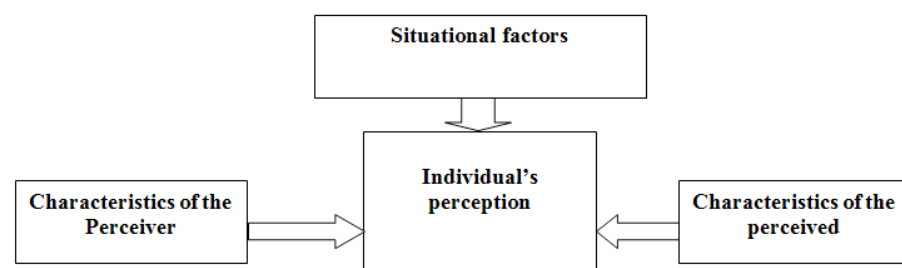 Situational factors
Individual’s
perception
Characteristics of the
Perceiver
Characteristics of the
perceived